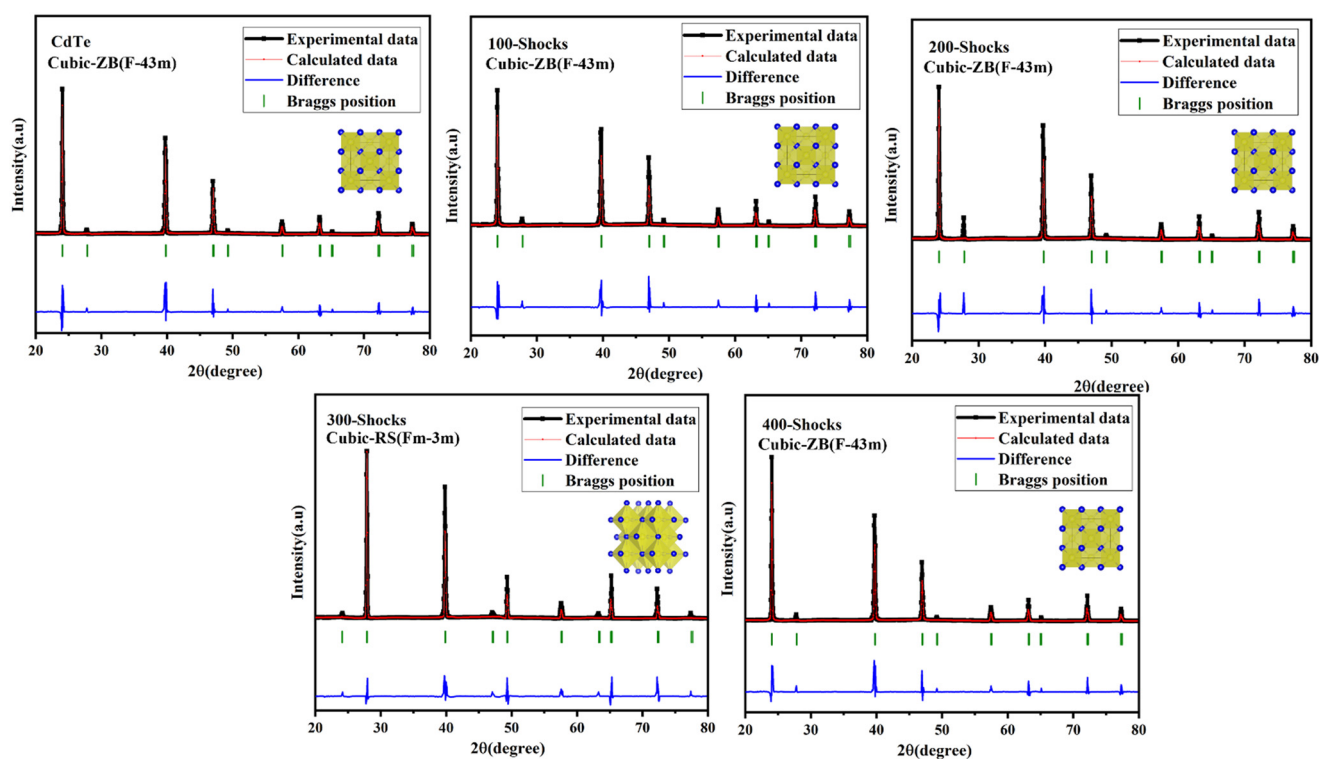 CdTe
Cubic-ZB(F-43m)
Experimental data
Calculated data
Difference
Braggs position
Intensity(a.u)
20 30 40 50 60 70 80
2θ(degree)
100-Shocks
Cubic-ZB(F-43m)
Experimental data
Calculated data
Difference
Braggs position
Intensity(a.u)
20 30 40 50 60 70 80
2θ(degree)
200-Shocks
Cubic-ZB(F-43m)
Experimental data
Calculated data
Difference
Braggs position
Intensity(a.u)
20 30 40 50 60 70 80
2θ(degree)
300-Shocks
Cubic-RS(Fm-3m)
Experimental data
Calculated data
Difference
Braggs position
Intensity(a.u)
20 30 40 50 60 70 80
2θ(degree)
400-Shocks
Cubic-ZB(F-43m)
Experimental data
Calculated data
Difference
Braggs position
Intensity(a.u)
20 30 40 50 60 70 80
2θ(degree)